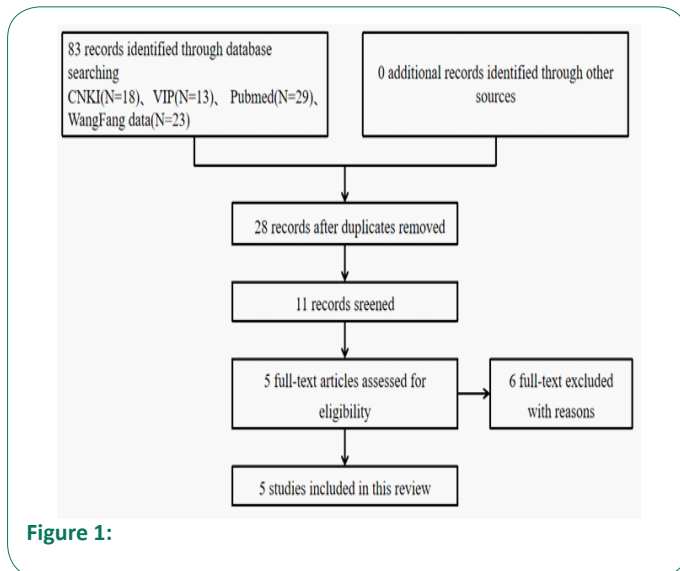 83 records identified through database
searching
CNKI(N=18)、VIP(N=13)、 Pubmed(N=29)、
WangFang data(N=23)
0 additional records identified through other
sources
28 records after duplicates removed
11 records sreened
5 full-text articles assessed for
eligibility
6 full-text excluded
with reasons
5 studies included in this review
Figure 1: